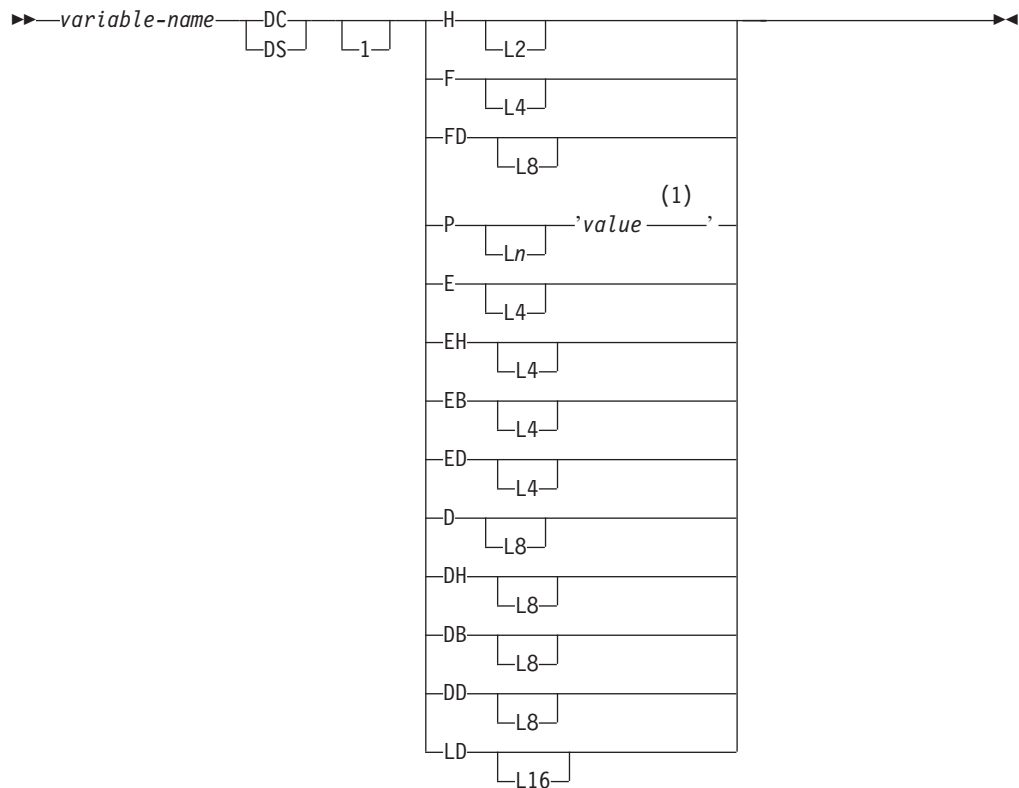 variable-name DC 1 H
DS L2
F
L4
FD
L8
(1)
P 'value '
Ln
E
L4
EH
L4
EB
L4
ED
L4
D
L8
DH
L8
DB
L8
DD
L8
LD
L16